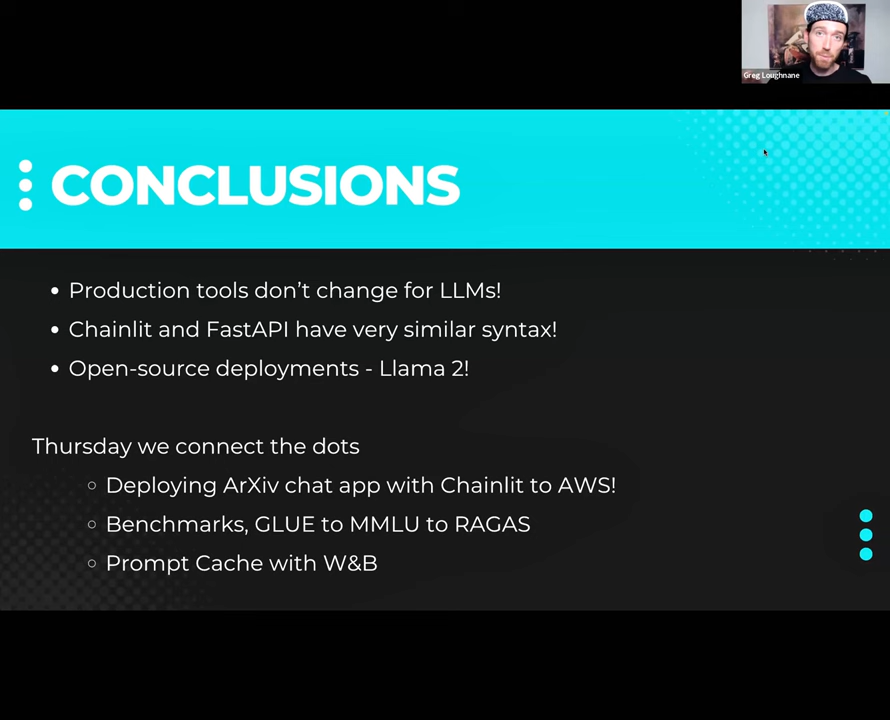 Greg Loughnane
CONCLUSIONS
Production tools don’t change for LLMs!
Chainlit and FastAPI have very similar syntax!
Open-source deployments - Llama 2!
Thursday we connect the dots
Deploying ArXiv chat app with Chainlit to AWS!
Benchmarks, GLUE to MMLU to RAGAS
Prompt Cache with W&B